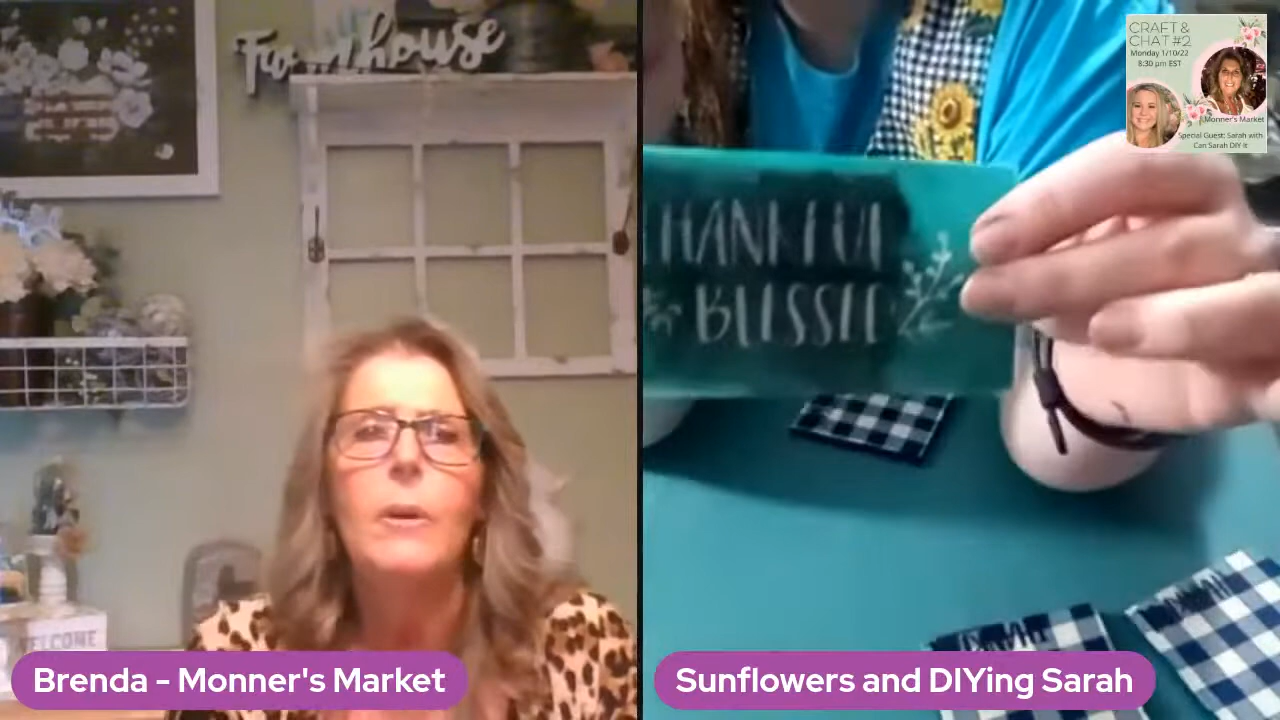 Farmhouse
CRAFT &
CHAT #2
Monday 1/10/22
8:30 pm EST
Monner's Market
Special Guest: Sarah with
Can Sarah DIY It
THANKFUL
BLESSED
WELCOME
Brenda - Monner's Market
Sunflowers and DIYing Sarah